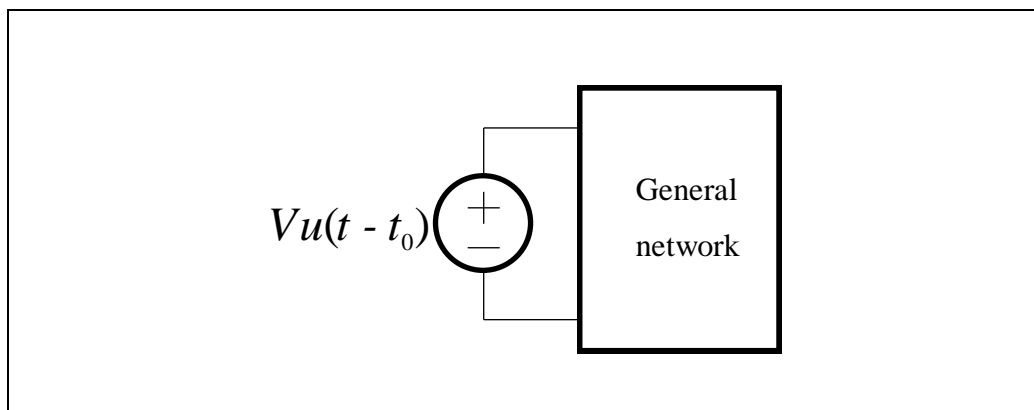 Vu(t - t₀)
+
—
General
network